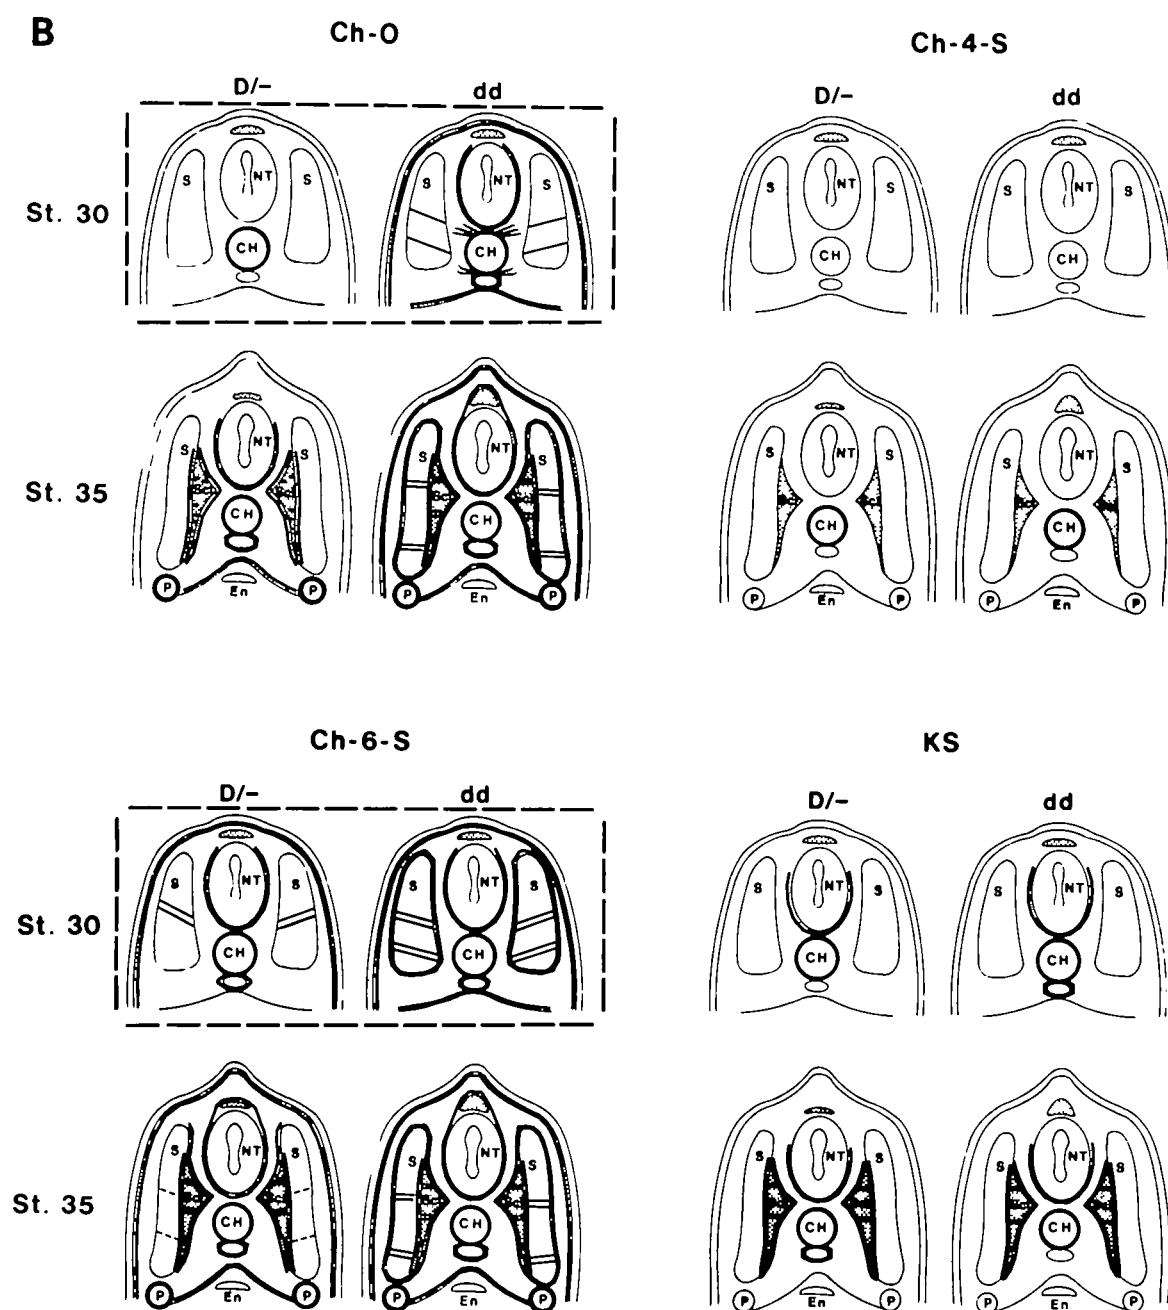 B
Ch-0
Ch-4-S
D/- dd D/- dd
St. 30
S NT S S NT S S NT S S NT S
CH CH CH CH
St. 35
S NT S S NT S S NT S S NT S
CH CH CH CH
P P P P P P P P
En En En En
Ch-6-S KS
D/- dd D/- dd
St. 30
S NT S S NT S S NT S S NT S
CH CH CH CH
St. 35
S NT S S NT S S NT S S NT S
CH CH CH CH
P P P P P P P P
En En En En